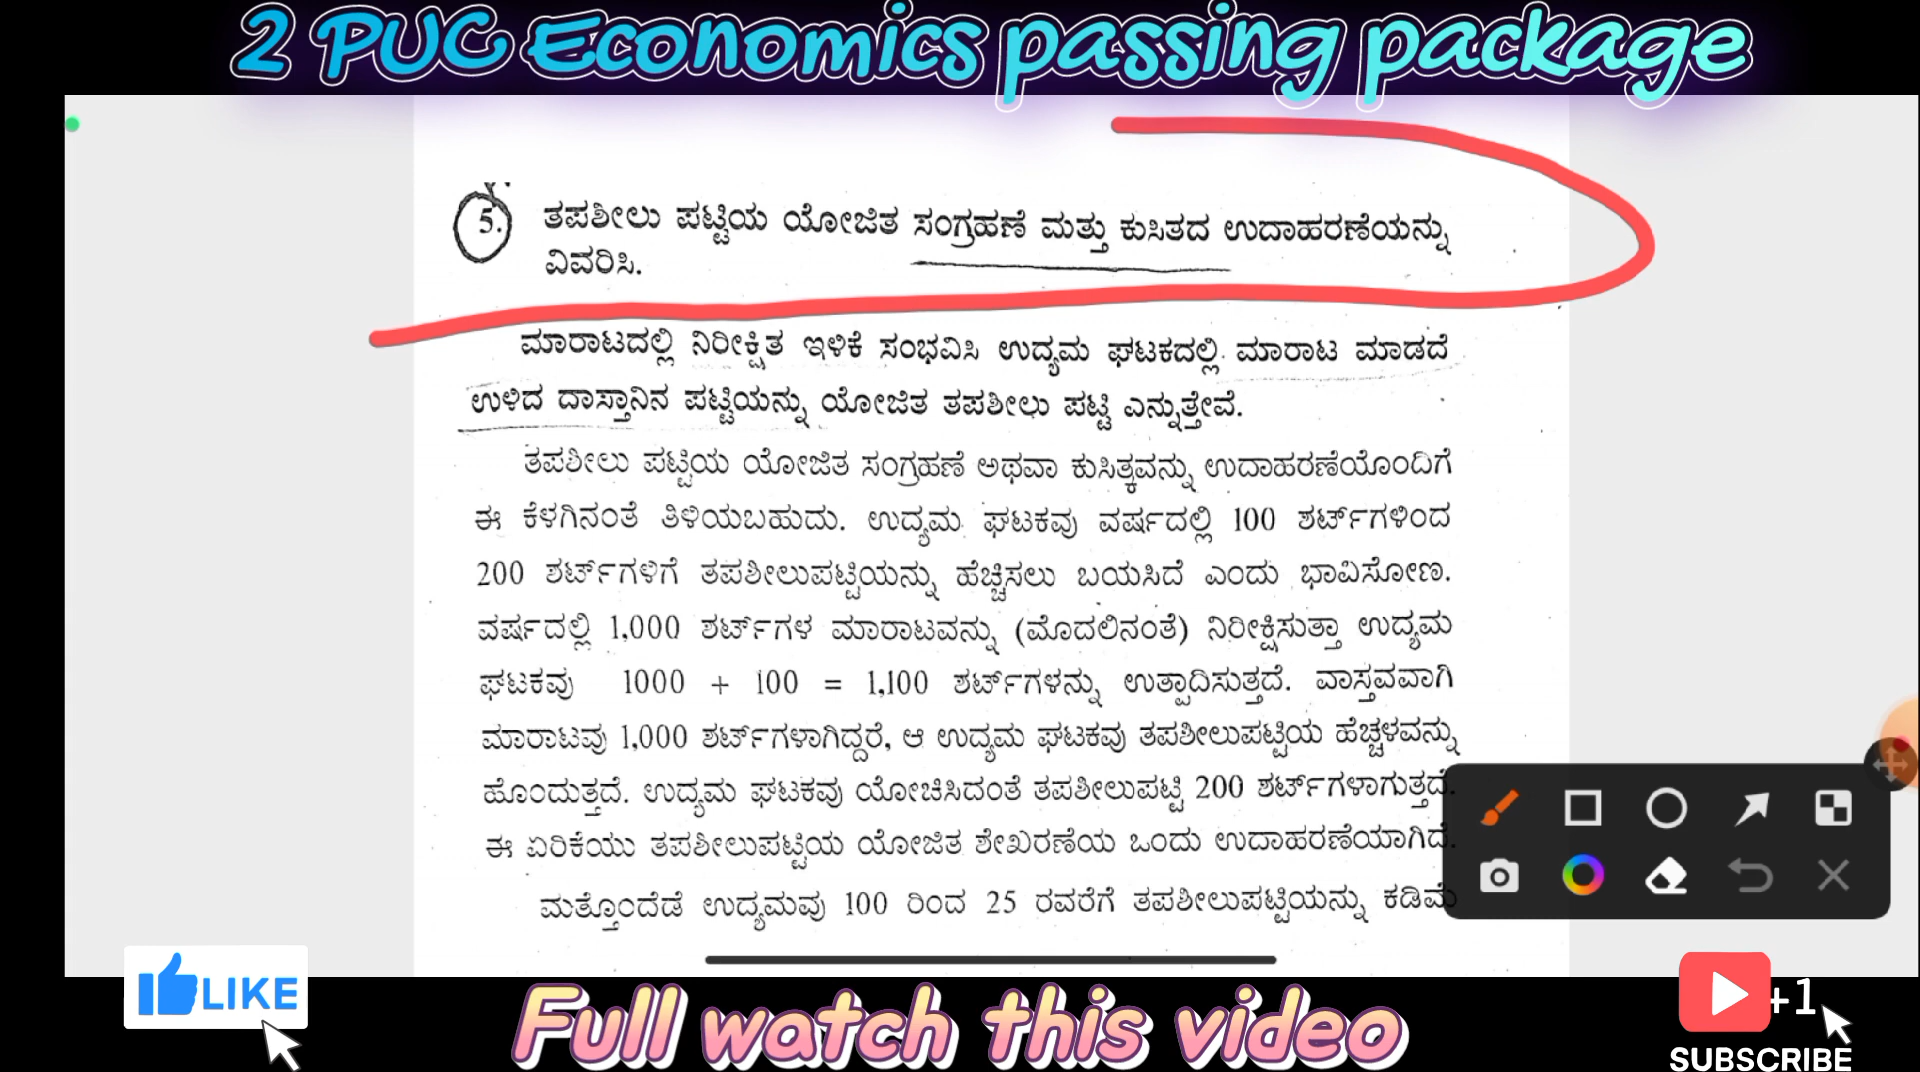 2 PUC Economics passing package
5. ತಪಶೀಲು ಪಟ್ಟಿಯ ಯೋಜಿತ ಸಂಗ್ರಹಣೆ ಮತ್ತು ಕುಸಿತದ ಉದಾಹರಣೆಯನ್ನು
ವಿವರಿಸಿ.
ಮಾರಾಟದಲ್ಲಿ ನಿರೀಕ್ಷಿತ ಇಳಿಕೆ ಸಂಭವಿಸಿ ಉದ್ಯಮ ಘಟಕದಲ್ಲಿ ಮಾರಾಟ ಮಾಡದೆ
ಉಳಿದ ದಾಸ್ತಾನಿನ ಪಟ್ಟಿಯನ್ನು ಯೋಜಿತ ತಪಶೀಲು ಪಟ್ಟಿ ಎನ್ನುತ್ತೇವೆ.
ತಪಶೀಲು ಪಟ್ಟಿಯ ಯೋಜಿತ ಸಂಗ್ರಹಣೆ ಅಥವಾ ಕುಸಿತ್ಕವನ್ನು ಉದಾಹರಣೆಯೊಂದಿಗೆ
ಈ ಕೆಳಗಿನಂತೆ ತಿಳಿಯಬಹುದು. ಉದ್ಯಮ ಘಟಕವು ವರ್ಷದಲ್ಲಿ 100 ಶರ್ಟ್‌ಗಳಿಂದ
200 ಶರ್ಟ್‌ಗಳಿಗೆ ತಪಶೀಲುಪಟ್ಟಿಯನ್ನು ಹೆಚ್ಚಿಸಲು ಬಯಸಿದೆ ಎಂದು ಭಾವಿಸೋಣ.
ವರ್ಷದಲ್ಲಿ 1,000 ಶರ್ಟ್‌ಗಳ ಮಾರಾಟವನ್ನು (ಮೊದಲಿನಂತೆ) ನಿರೀಕ್ಷಿಸುತ್ತಾ ಉದ್ಯಮ
ಘಟಕವು 1000 + 100 = 1,100 ಶರ್ಟ್‌ಗಳನ್ನು ಉತ್ಪಾದಿಸುತ್ತದೆ. ವಾಸ್ತವವಾಗಿ
ಮಾರಾಟವು 1,000 ಶರ್ಟ್‌ಗಳಾಗಿದ್ದರೆ, ಆ ಉದ್ಯಮ ಘಟಕವು ತಪಶೀಲುಪಟ್ಟಿಯ ಹೆಚ್ಚಳವನ್ನು
ಹೊಂದುತ್ತದೆ. ಉದ್ಯಮ ಘಟಕವು ಯೋಚಿಸಿದಂತೆ ತಪಶೀಲುಪಟ್ಟಿ 200 ಶರ್ಟ್‌ಗಳಾಗುತ್ತದೆ.
ಈ ಏರಿಕೆಯು ತಪಶೀಲುಪಟ್ಟಿಯ ಯೋಜಿತ ಶೇಖರಣೆಯ ಒಂದು ಉದಾಹರಣೆಯಾಗಿದೆ.
ಮತ್ತೊಂದೆಡೆ ಉದ್ಯಮವು 100 ರಿಂದ 25 ರವರೆಗೆ ತಪಶೀಲುಪಟ್ಟಿಯನ್ನು ಕಡಿಮೆ
LIKE
Full watch this video
+1
SUBSCRIBE